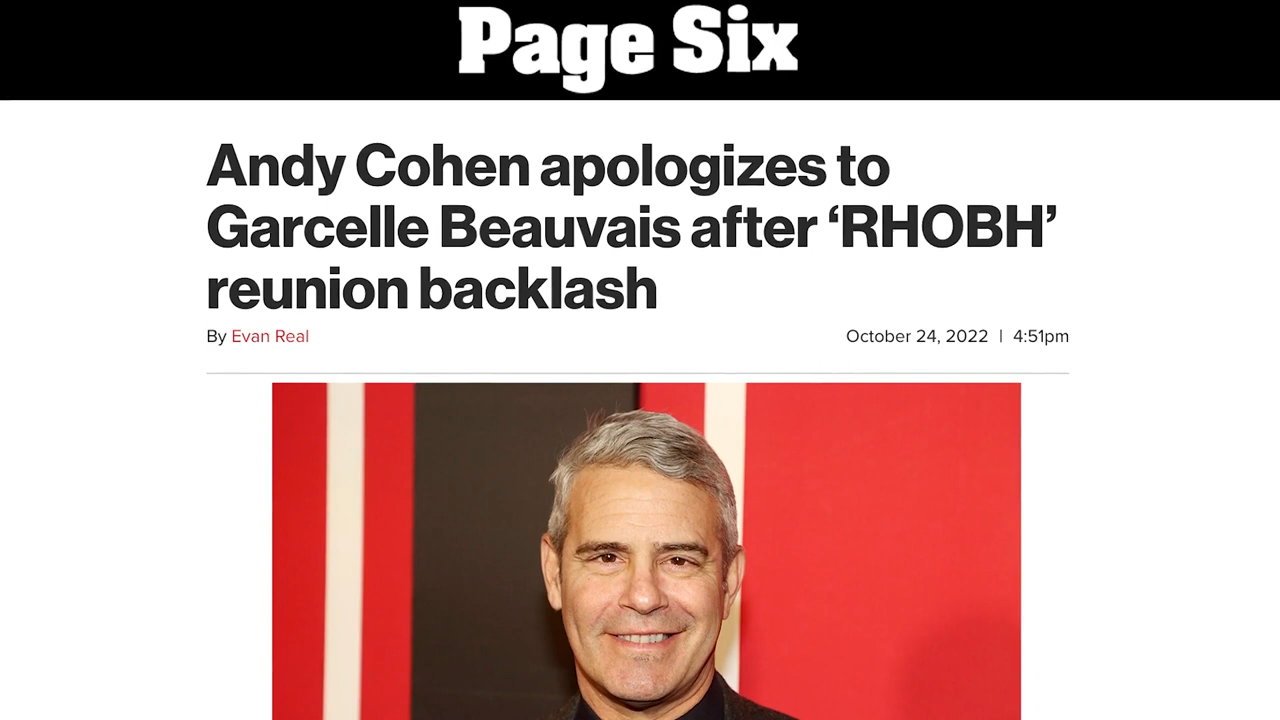 Page Six
Andy Cohen apologizes to
Garcelle Beauvais after ‘RHOBH’
reunion backlash
By Evan Real
October 24, 2022 | 4:51pm